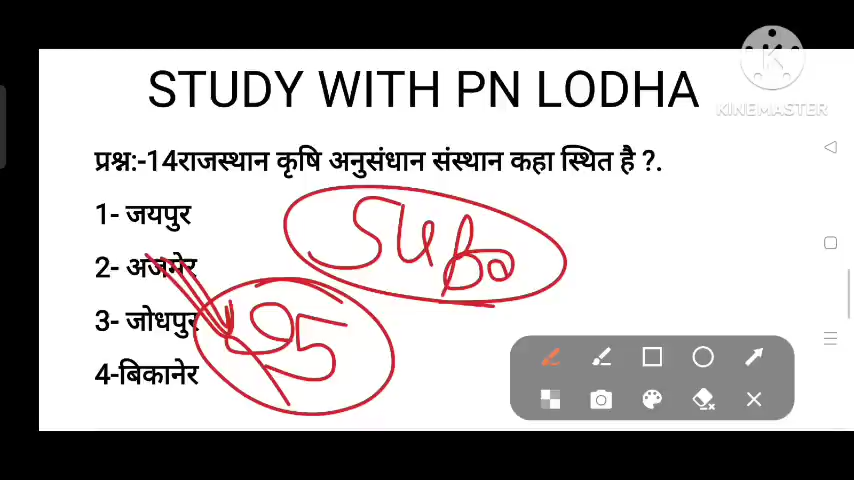 STUDY WITH PN LODHA
KINEMASTER
प्रश्न:-14राजस्थान कृषि अनुसंधान संस्थान कहा स्थित है ?.
1- जयपुर
2- अजमेर
3- जोधपुर
4-बिकानेर